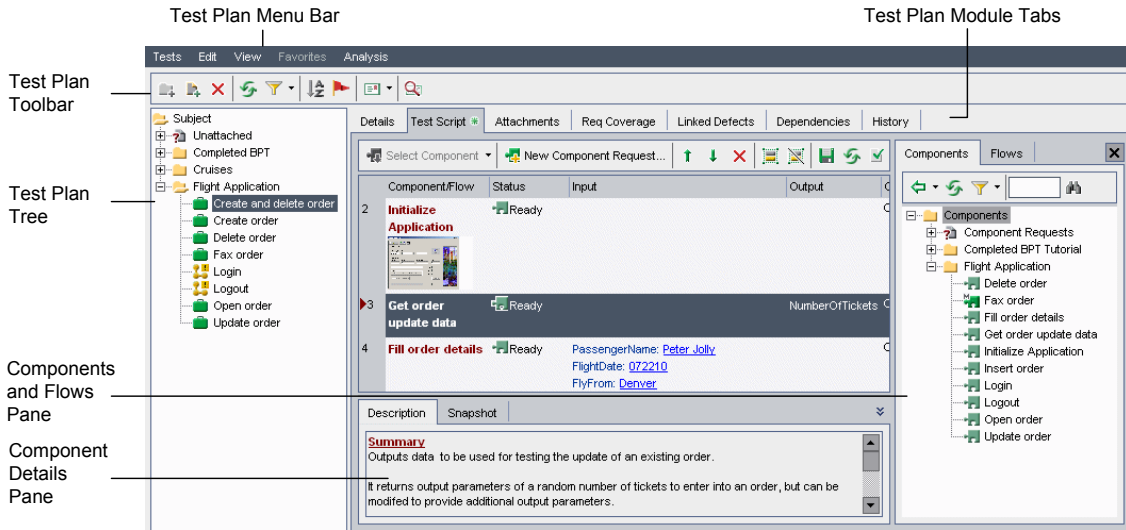 Test Plan Menu Bar
Test Plan Module Tabs
Tests Edit View Favorites Analysis
Test Plan
Toolbar
Test Plan
Tree
Components
and Flows
Pane
Component
Details
Pane
Subject
Unattached
Completed BPT
Cruises
Flight Application
Create and delete order
Create order
Delete order
Fax order
Login
Logout
Open order
Update order
Details Test Script Attachments Req Coverage Linked Defects Dependencies History
Select Component New Component Request...
Component/Flow Status Input Output
2 Initialize Ready
Application
3 Get order Ready NumberOfTickets
update data
4 Fill order details Ready PassengerName: Peter Jolly
FlightDate: 072210
FlyFrom: Denver
Description Snapshot
Summary
Outputs data to be used for testing the update of an existing order.
It returns output parameters of a random number of tickets to enter into an order, but can be
modifed to provide additional output parameters.
Components Flows
Components
Component Requests
Completed BPT Tutorial
Flight Application
Delete order
Fax order
Fill order details
Get order update data
Initialize Application
Insert order
Login
Logout
Open order
Update order